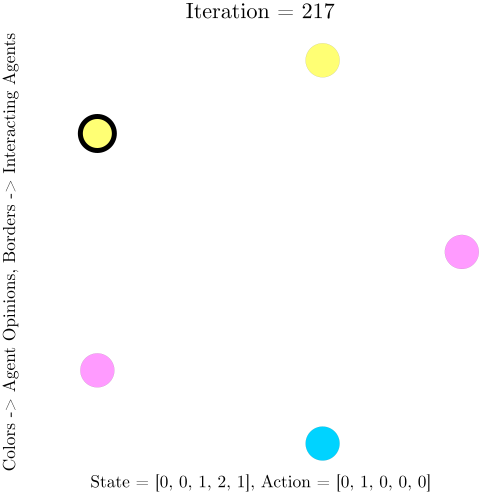 Iteration = 217
Colors -> Agent Opinions, Borders -> Interacting Agents
State = [0, 0, 1, 2, 1], Action = [0, 1, 0, 0, 0]